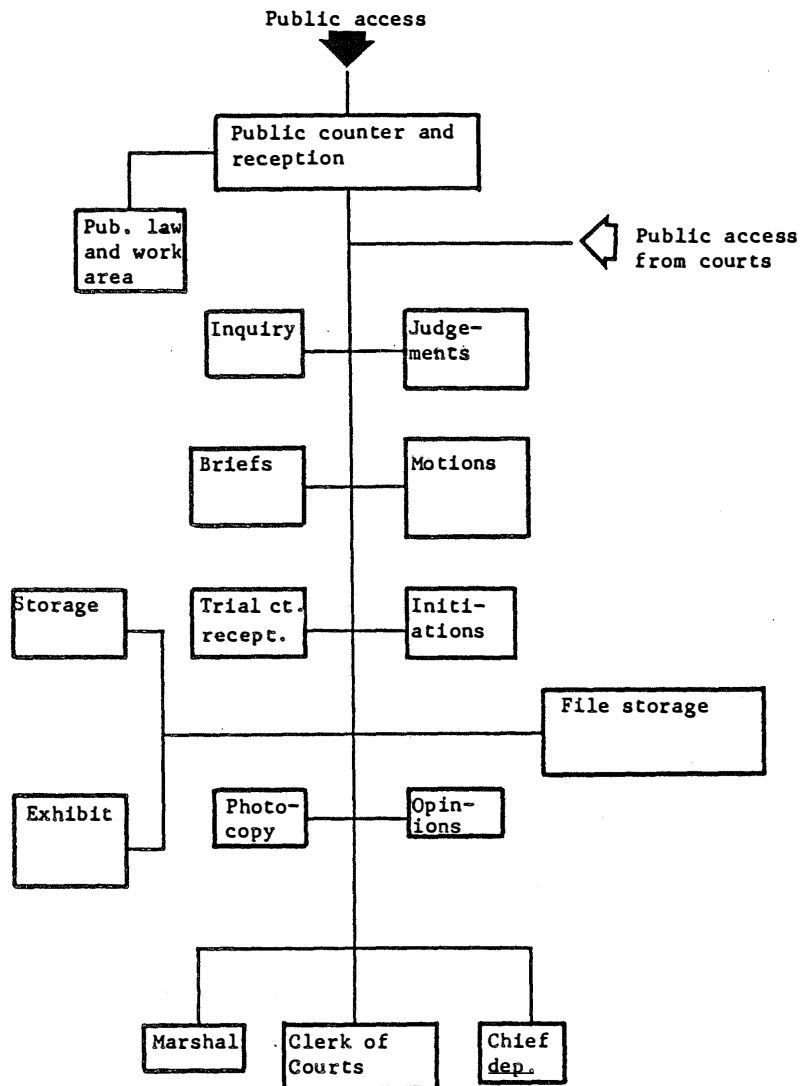 Public access
Public counter and
reception
Pub. law
and work
area
Public access
from courts
Inquiry
Judge-
ments
Briefs
Motions
Storage
Trial ct.
recept.
Initi-
ations
File storage
Exhibit
Photo-
copy
Opin-
ions
Marshal
Clerk of
Courts
Chief
dep.